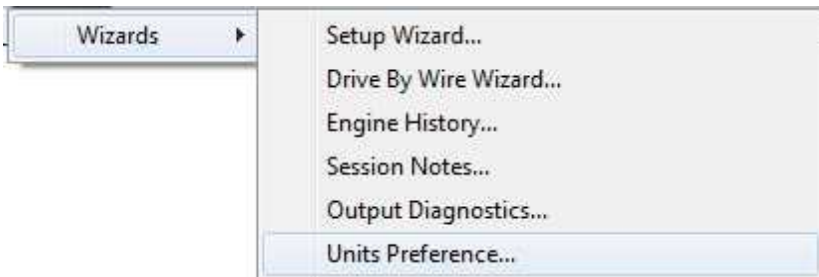 Wizards
Setup Wizard...
Drive By Wire Wizard...
Engine History...
Session Notes...
Output Diagnostics...
Units Preference...